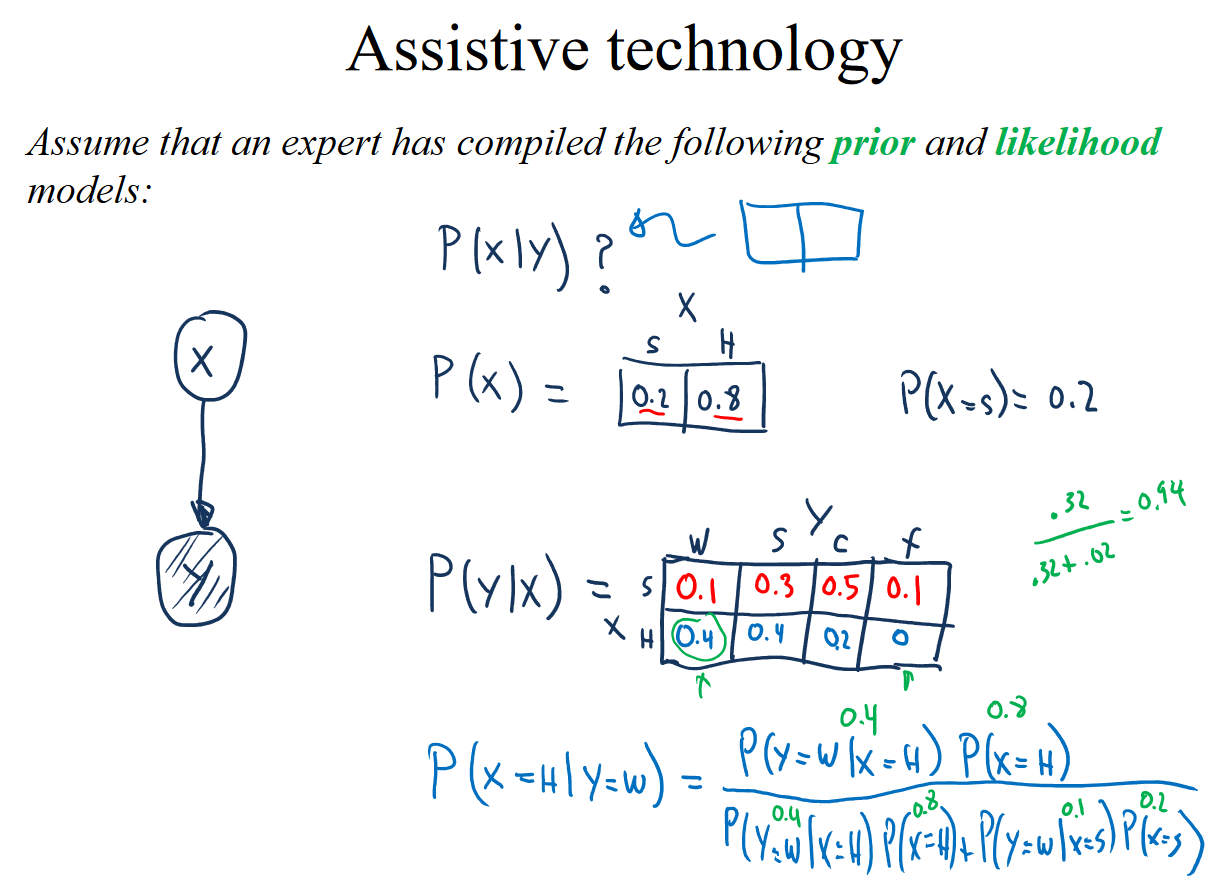 Assistive technology
Assume that an expert has compiled the following prior and likelihood
models:
P(x|y) ?
X
S H
P(x) = 0.2 0.8
P(X=s)= 0.2
.32
.32+.02
=0.94
Y
W S C f
P(Y|X) = S 0.1 0.3 0.5 0.1
X H 0.4 0.4 0.2 0
X
Y
0.4 0.8
P(Y=W|X=H) P(X=H)
P(X=H|Y=W) =
0.4 0.8 0.1 0.2
P(Y=W|X=H) P(X=H)+P(Y=W|X=S) P(X=S)